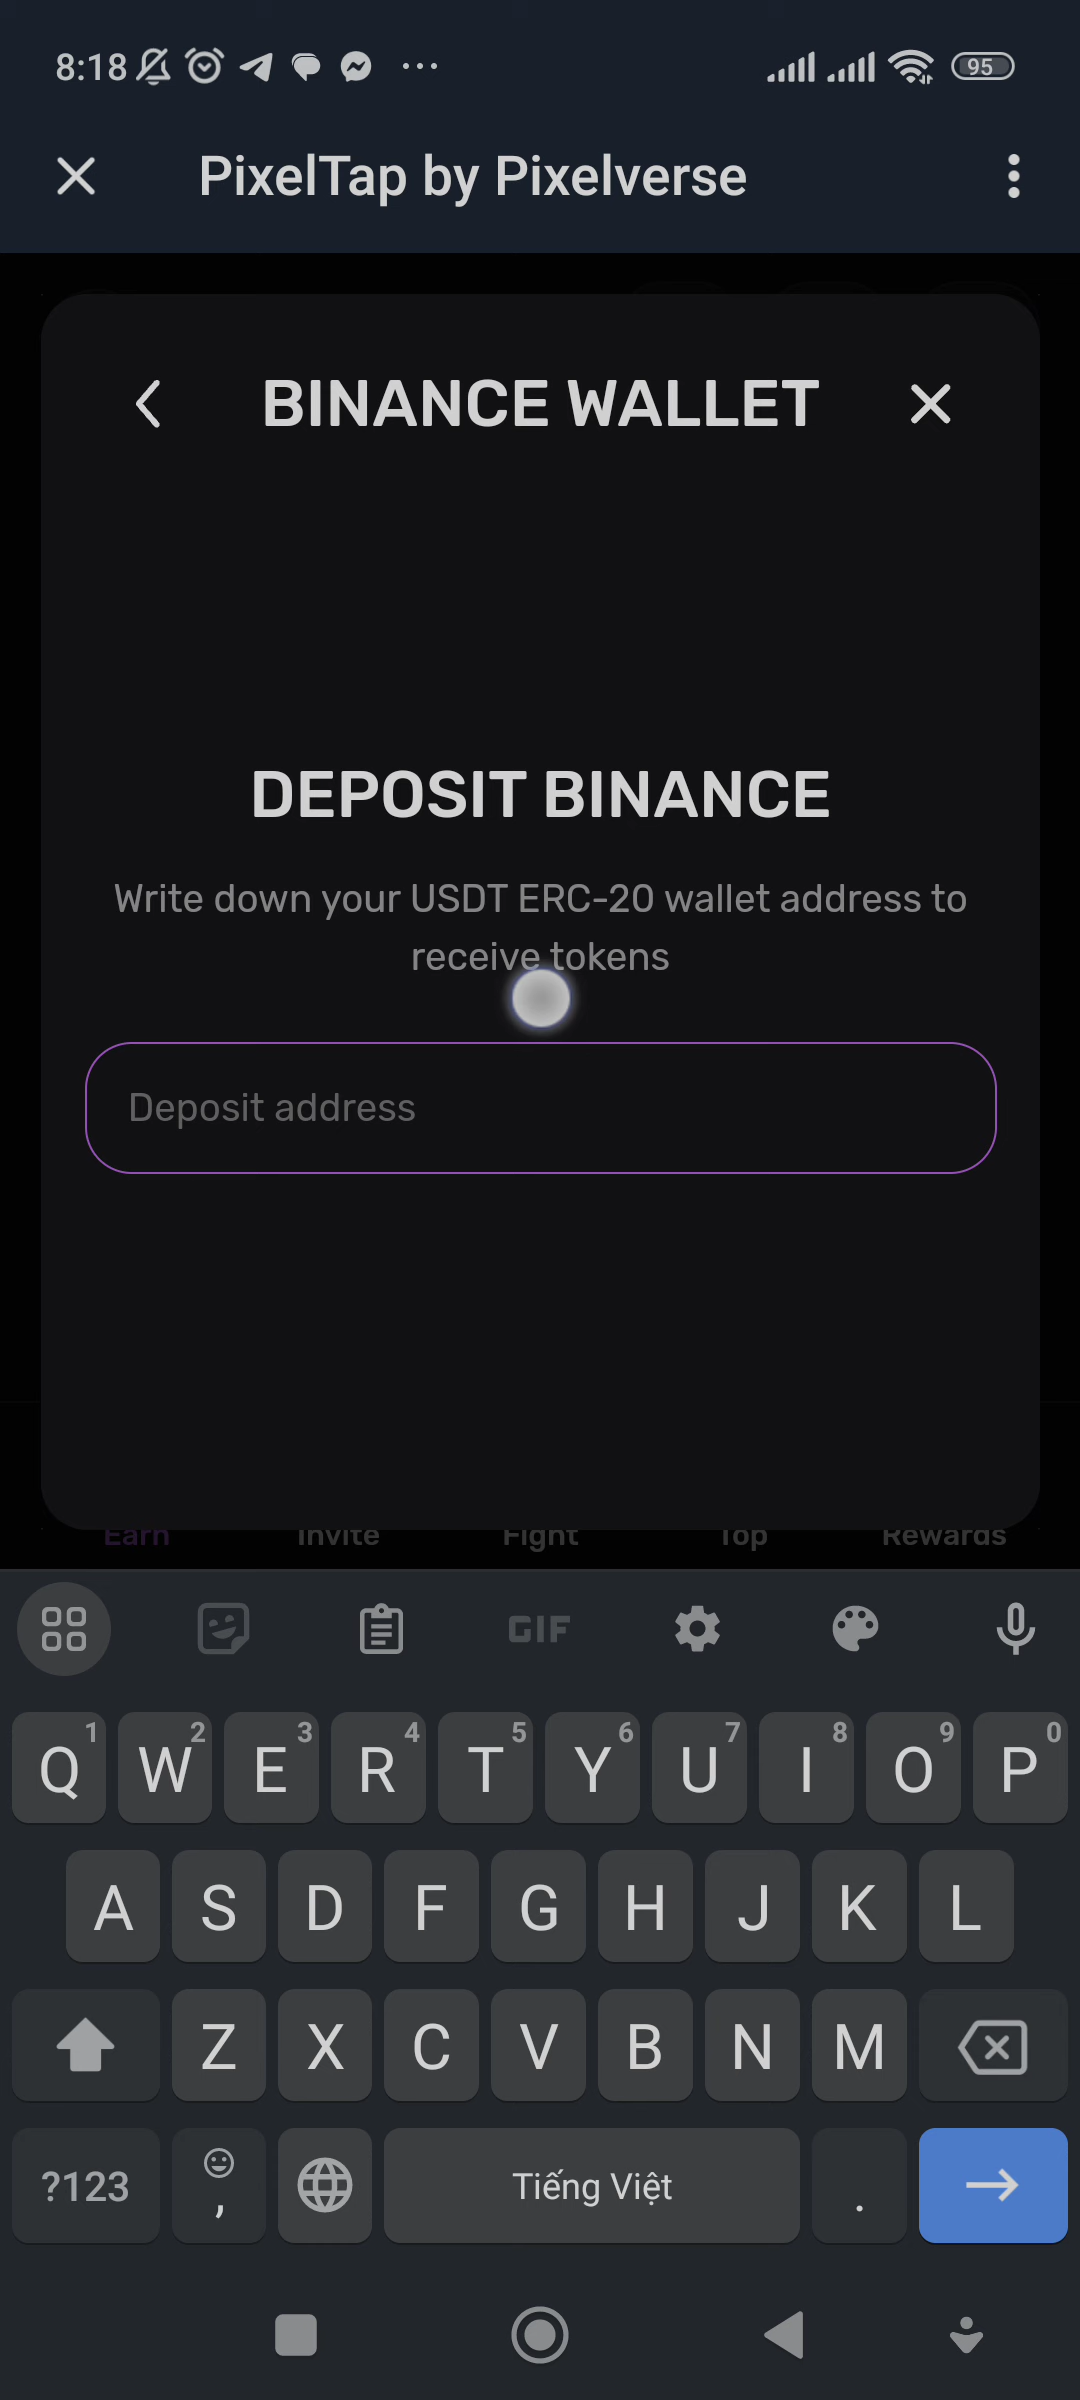 8:18
95
PixelTap by Pixelverse
BINANCE WALLET
DEPOSIT BINANCE
Write down your USDT ERC-20 wallet address to
receive tokens
Deposit address
Earn Invite Fight Top Rewards
GIF
Q 1 W 2 E 3 R 4 T 5 Y 6 U 7 I 8 O 9 P 0
A S D F G H J K L
Z X C V B N M
?123 , Tiếng Việt .